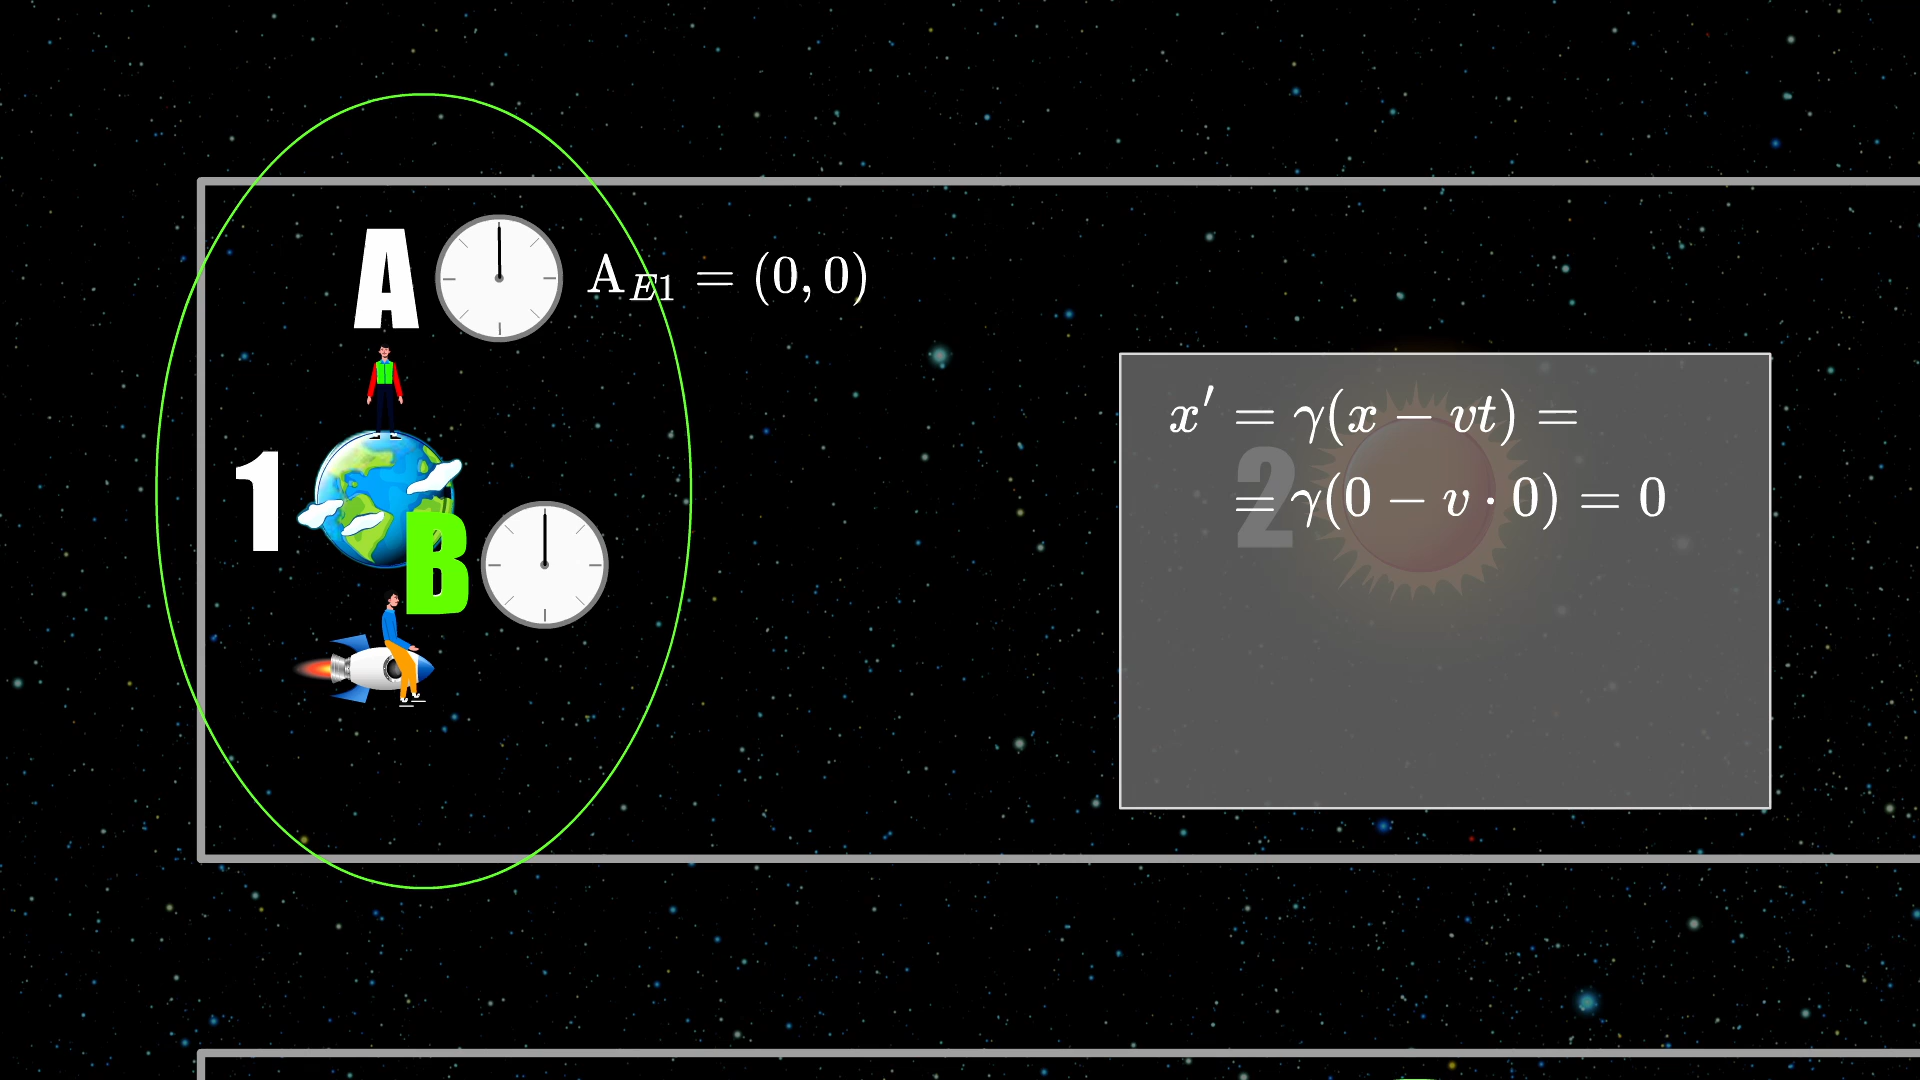 A
A_{E1} = (0, 0)
1
B
2
x′ = γ(x − vt) =
= γ(0 − v · 0) = 0